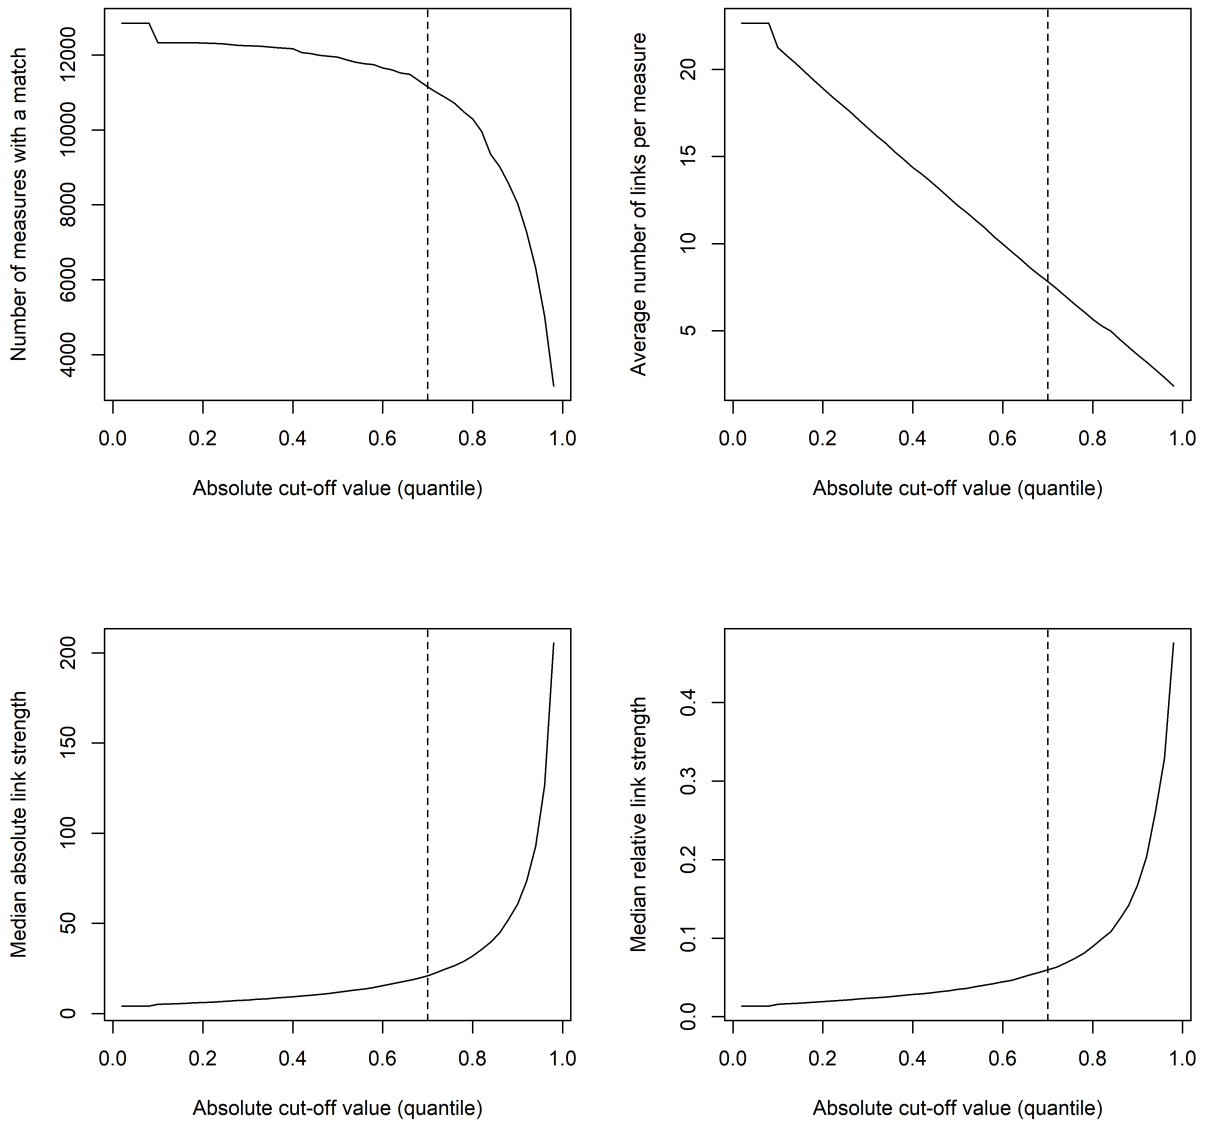 Number of measures with a match
12000
10000
8000
6000
4000
0.0 0.2 0.4 0.6 0.8 1.0
Absolute cut-off value (quantile)
Average number of links per measure
20
15
10
5
0.0 0.2 0.4 0.6 0.8 1.0
Absolute cut-off value (quantile)
Median absolute link strength
200
150
100
50
0
0.0 0.2 0.4 0.6 0.8 1.0
Absolute cut-off value (quantile)
Median relative link strength
0.4
0.3
0.2
0.1
0.0
0.0 0.2 0.4 0.6 0.8 1.0
Absolute cut-off value (quantile)